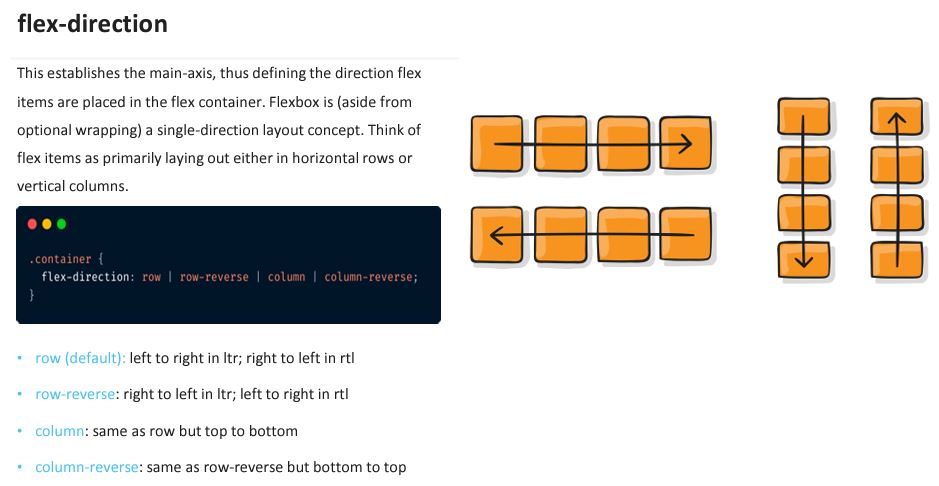 flex-direction
This establishes the main-axis, thus defining the direction flex
items are placed in the flex container. Flexbox is (aside from
optional wrapping) a single-direction layout concept. Think of
flex items as primarily laying out either in horizontal rows or
vertical columns.
.container {
  flex-direction: row | row-reverse | column | column-reverse;
}
• row (default): left to right in ltr; right to left in rtl
• row-reverse: right to left in ltr; left to right in rtl
• column: same as row but top to bottom
• column-reverse: same as row-reverse but bottom to top